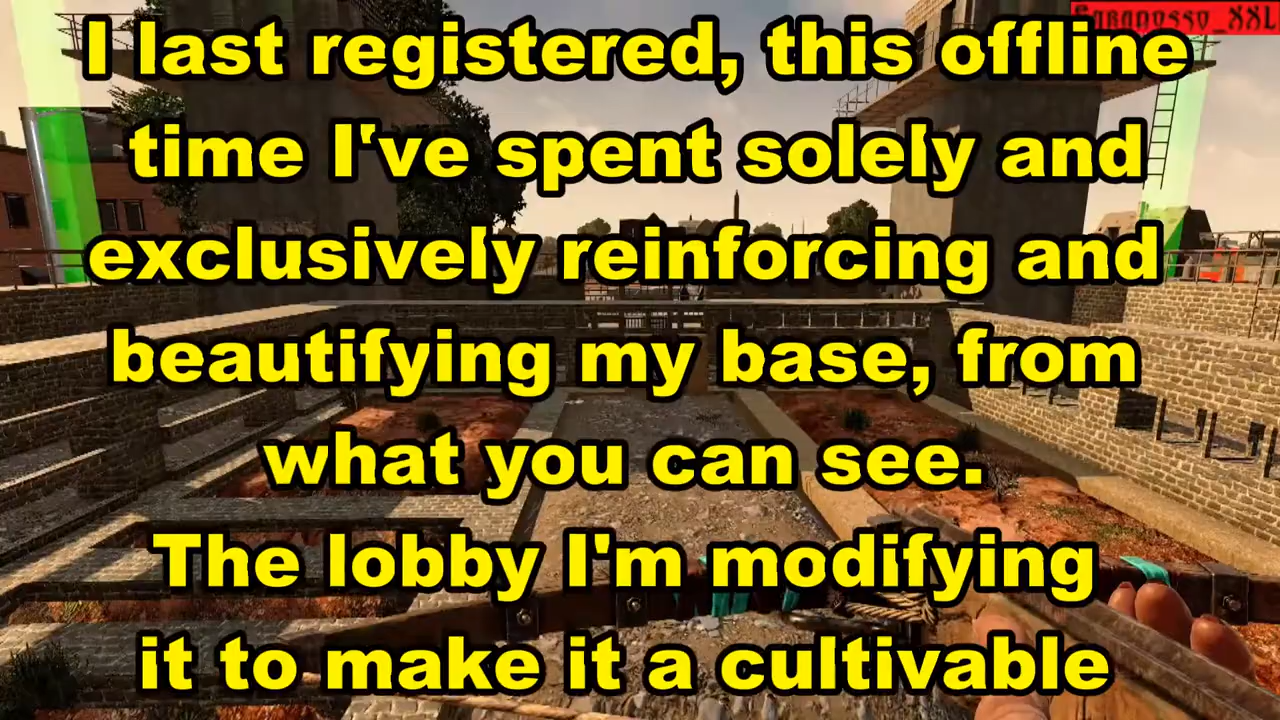 I last registered, this offline
time I've spent solely and
exclusively reinforcing and
beautifying my base, from
what you can see.
The lobby I'm modifying
it to make it a cultivable